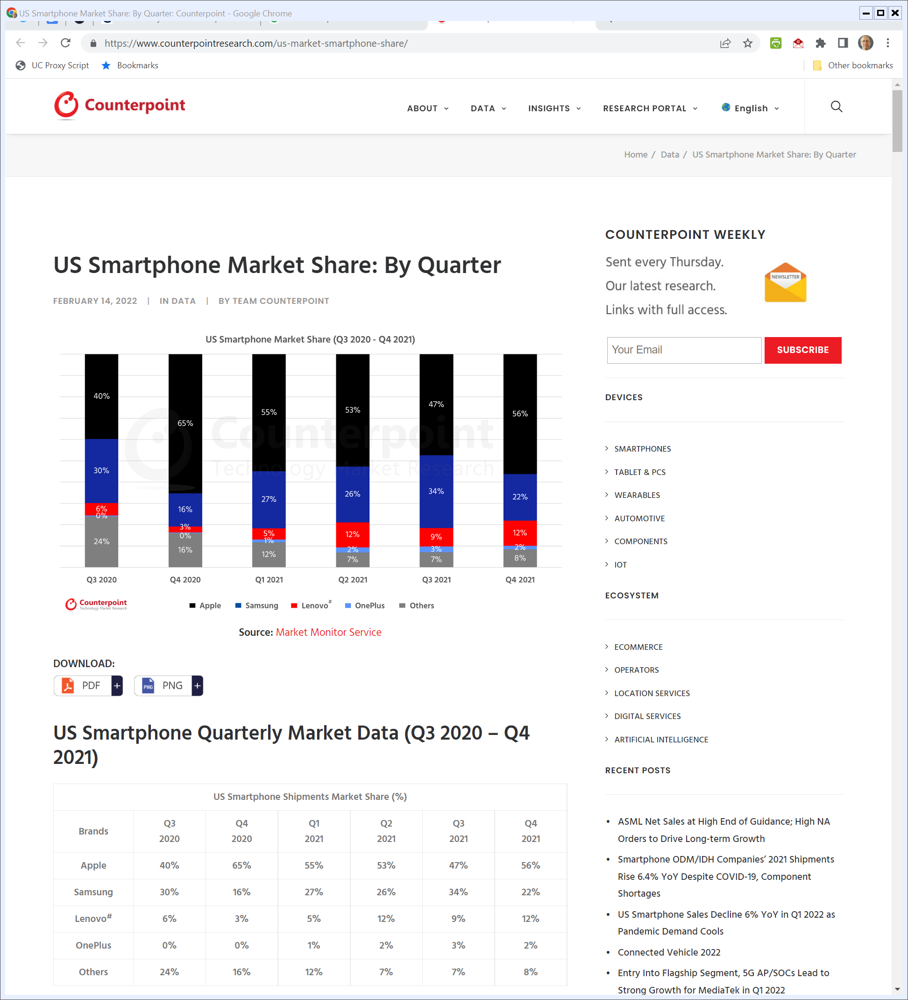 US Smartphone Market Share: By Quarter: Counterpoint - Google Chrome
https://www.counterpointresearch.com/us-market-smartphone-share/
UC Proxy Script Bookmarks Other bookmarks
Counterpoint
ABOUT DATA INSIGHTS RESEARCH PORTAL English
Home / Data / US Smartphone Market Share: By Quarter
US Smartphone Market Share: By Quarter
FEBRUARY 14, 2022 | IN DATA | BY TEAM COUNTERPOINT
US Smartphone Market Share (Q3 2020 - Q4 2021)
Counterpoint
Technology Market Research
40% 65% 55% 53% 47% 56%
30% 16% 27% 26% 34% 22%
6% 3% 5% 12% 9% 12%
0% 0% 1% 2% 3% 2%
24% 16% 12% 7% 7% 8%
Q3 2020 Q4 2020 Q1 2021 Q2 2021 Q3 2021 Q4 2021
Counterpoint
Technology Market Research
Apple Samsung Lenovo# OnePlus Others
Source: Market Monitor Service
DOWNLOAD:
PDF + PNG PNG +
US Smartphone Quarterly Market Data (Q3 2020 – Q4
2021)
US Smartphone Shipments Market Share (%)
Brands Q3 2020 Q4 2020 Q1 2021 Q2 2021 Q3 2021 Q4 2021
Apple 40% 65% 55% 53% 47% 56%
Samsung 30% 16% 27% 26% 34% 22%
Lenovo# 6% 3% 5% 12% 9% 12%
OnePlus 0% 0% 1% 2% 3% 2%
Others 24% 16% 12% 7% 7% 8%
COUNTERPOINT WEEKLY
Sent every Thursday.
Our latest research.
Links with full access.
NEWSLETTER
Your Email SUBSCRIBE
DEVICES
SMARTPHONES
TABLET & PCS
WEARABLES
AUTOMOTIVE
COMPONENTS
IOT
ECOSYSTEM
ECOMMERCE
OPERATORS
LOCATION SERVICES
DIGITAL SERVICES
ARTIFICIAL INTELLIGENCE
RECENT POSTS
• ASML Net Sales at High End of Guidance; High NA
Orders to Drive Long-term Growth
• Smartphone ODM/IDH Companies’ 2021 Shipments
Rise 6.4% YoY Despite COVID-19, Component
Shortages
• US Smartphone Sales Decline 6% YoY in Q1 2022 as
Pandemic Demand Cools
• Connected Vehicle 2022
• Entry Into Flagship Segment, 5G AP/SOCs Lead to
Strong Growth for MediaTek in Q1 2022